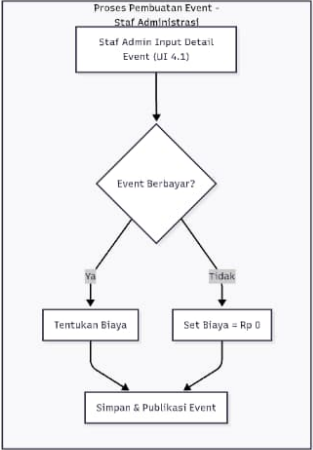 Proses Pembuatan Event -
Staf Administrasi
Staf Admin Input Detail
Event (UI 4.1)
Event Berbayar?
Ya
Tidak
Tentukan Biaya
Set Biaya = Rp 0
Simpan & Publikasi Event